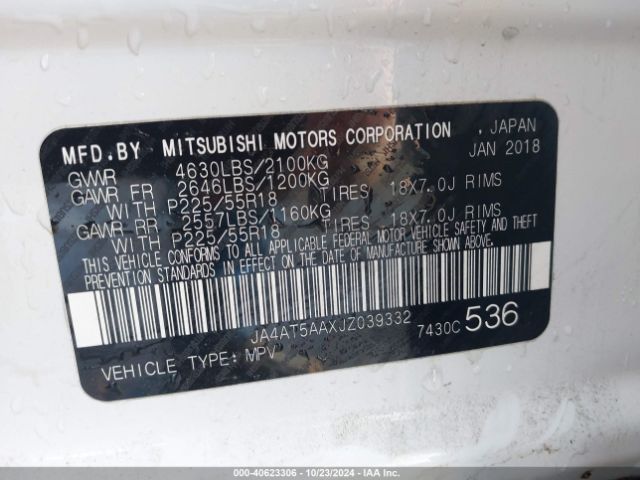 MFD.BY MITSUBISHI MOTORS CORPORATION , JAPAN
GVWR 4630LBS/2100KG JAN 2018
GAWR FR 2646LBS/1200KG
WITH P225/55R18 TIRES 18X7.0J RIMS
GAWR RR 2557LBS/1160KG
WITH P225/55R18 TIRES 18X7.0J RIMS
THIS VEHICLE CONFORMS TO ALL APPLICABLE FEDERAL MOTOR VEHICLE SAFETY AND THEFT
PREVENTION STANDARDS IN EFFECT ON THE DATE OF MANUFACTURE SHOWN ABOVE.
JA4AT5AAXJZ039332 7430C 536
VEHICLE TYPE: MPV
000-40623306 | 10/23/2024 - IAA Inc.